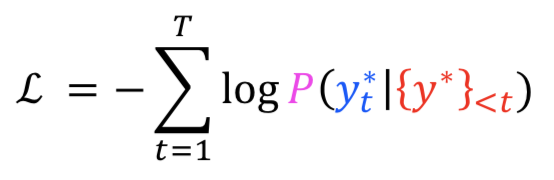 ℒ = − ∑_{t=1}^{T} log P(y_t^*|{y^*}_{<t})